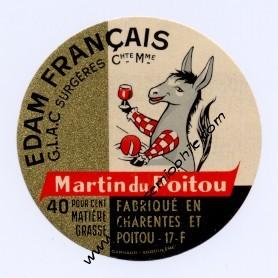 EDAM FRANÇAIS
G.L.A.C SURGÈRES CHTE MME
Martin du Poitou
40 POUR CENT
MATIÈRE
GRASSE
FABRIQUÉ EN
CHARENTES ET
POITOU - 17-F